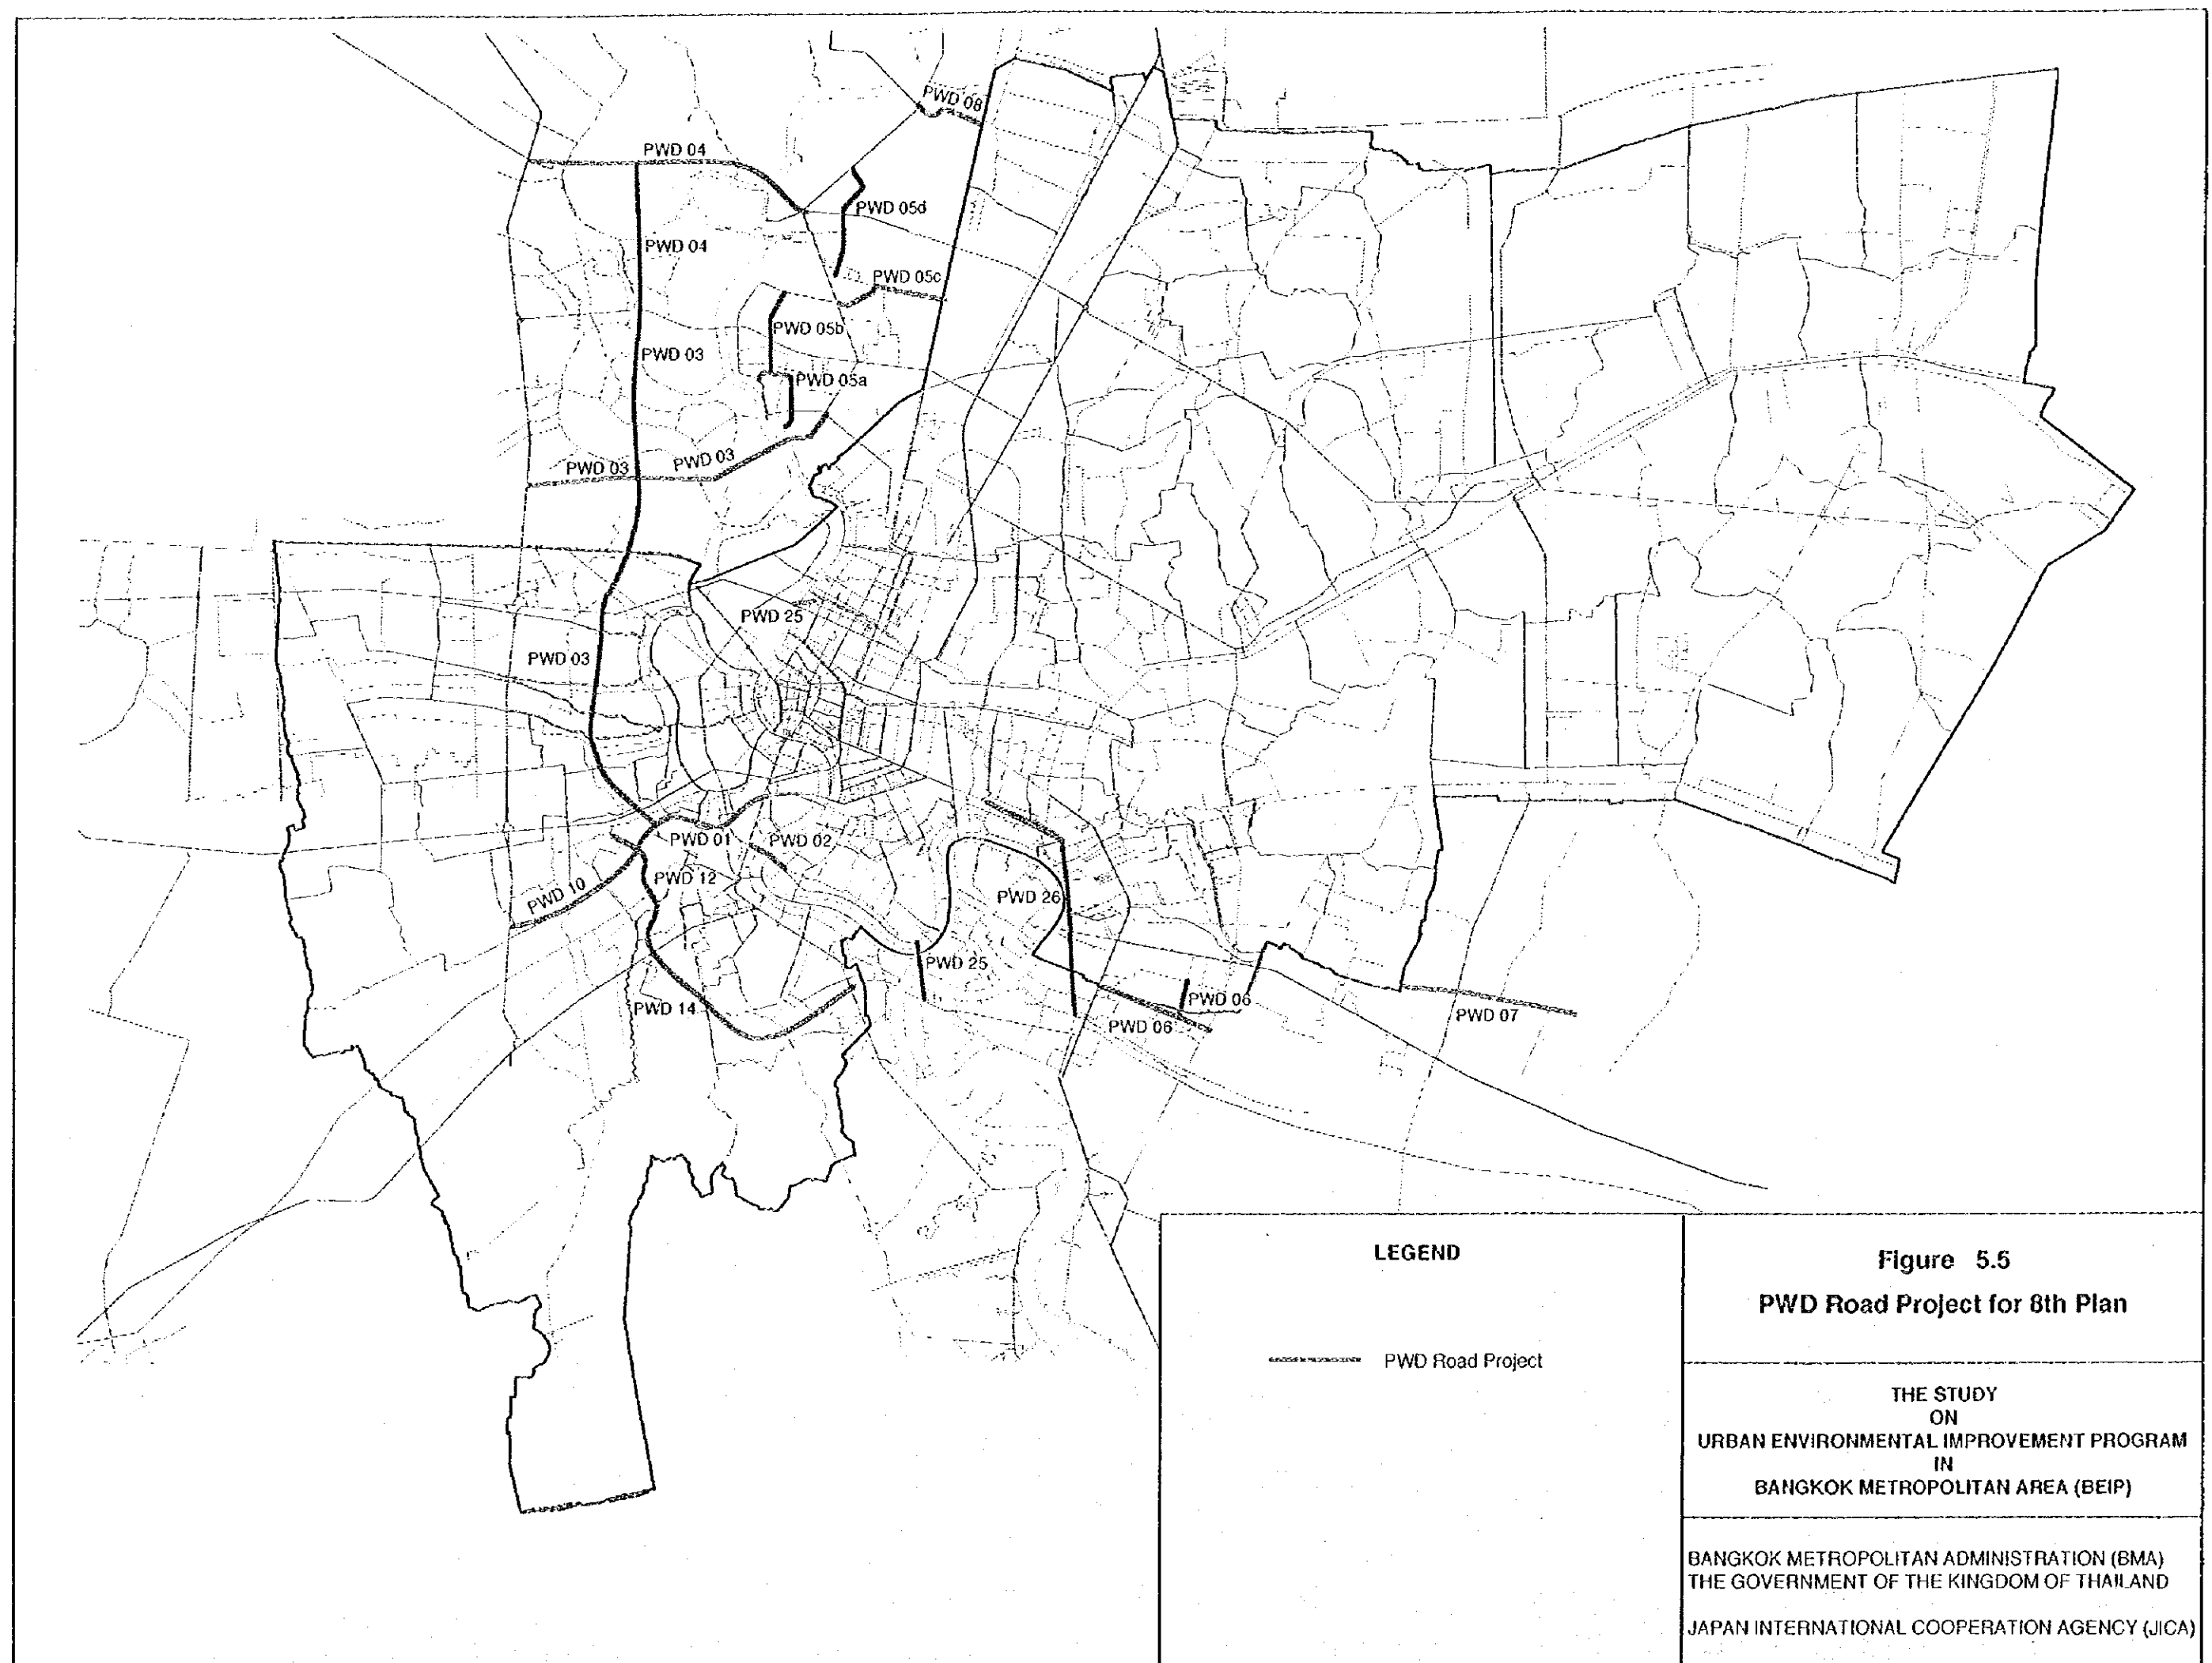 PWD 08
PWD 04
PWD 05d
PWD 04
PWD 05c
PWD 05b
PWD 03
PWD 05a
PWD 03
PWD 03
PWD 25
PWD 03
PWD 01
PWD 02
PWD 12
PWD 10
PWD 26
PWD 25
PWD 14
PWD 06
PWD 06
PWD 07
LEGEND
PWD Road Project
Figure 5.5
PWD Road Project for 8th Plan
THE STUDY
ON
URBAN ENVIRONMENTAL IMPROVEMENT PROGRAM
IN
BANGKOK METROPOLITAN AREA (BEIP)
BANGKOK METROPOLITAN ADMINISTRATION (BMA)
THE GOVERNMENT OF THE KINGDOM OF THAILAND
JAPAN INTERNATIONAL COOPERATION AGENCY (JICA)